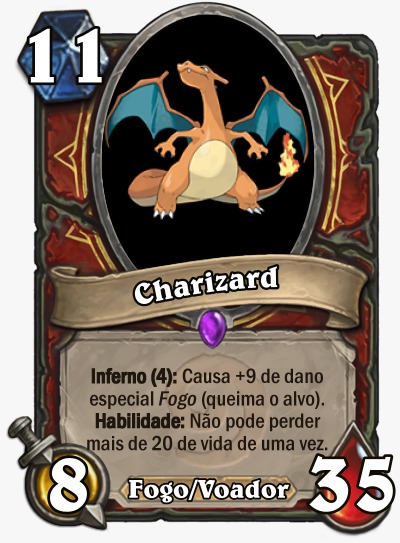 11
Charizard
Inferno (4): Causa +9 de dano
especial Fogo (queima o alvo).
Habilidade: Não pode perder
mais de 20 de vida de uma vez.
8
Fogo/Voador
35